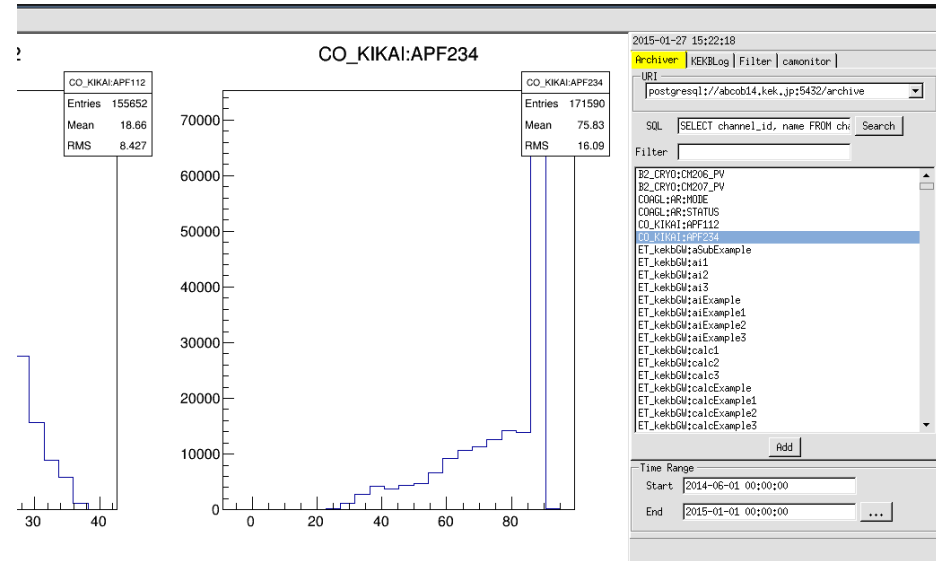 2
CO_KIKAI:APF112
Entries 155652
Mean 18.66
RMS 8.427
30
40
CO_KIKAI:APF234
CO_KIKAI:APF234
Entries 171590
Mean 75.83
RMS 16.09
70000
60000
50000
40000
30000
20000
10000
0
0
20
40
60
80
2015-01-27 15:22:18
Archiver KEKBLog Filter camonitor
URI
postgresql://abcob14.kek.jp:5432/archive
SQL SELECT channel_id, name FROM cha Search
Filter
B2_CRYO:CM206_PV
B2_CRYO:CM207_PV
COAGL:AR:MODE
COAGL:AR:STATUS
CO_KIKAI:APF112
CO_KIKAI:APF234
ET_kekbGW:aSubExample
ET_kekbGW:ai1
ET_kekbGW:ai2
ET_kekbGW:ai3
ET_kekbGW:aiExample
ET_kekbGW:aiExample1
ET_kekbGW:aiExample2
ET_kekbGW:aiExample3
ET_kekbGW:calc1
ET_kekbGW:calc2
ET_kekbGW:calc3
ET_kekbGW:calcExample
ET_kekbGW:calcExample1
ET_kekbGW:calcExample2
ET_kekbGW:calcExample3
Add
Time Range
Start 2014-06-01 00:00:00
End 2015-01-01 00:00:00 ...